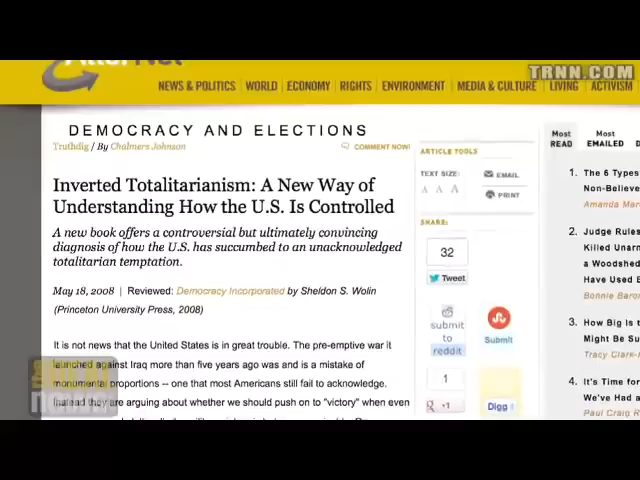 AlterNet
TRNN.COM
NEWS & POLITICS WORLD ECONOMY RIGHTS ENVIRONMENT MEDIA & CULTURE LIVING ACTIVISM
DEMOCRACY AND ELECTIONS
Truthdig / By Chalmers Johnson
COMMENT NOW!
Inverted Totalitarianism: A New Way of
Understanding How the U.S. Is Controlled
A new book offers a controversial but ultimately convincing
diagnosis of how the U.S. has succumbed to an unacknowledged
totalitarian temptation.
May 18, 2008 | Reviewed: Democracy Incorporated by Sheldon S. Wolin
(Princeton University Press, 2008)
It is not news that the United States is in great trouble. The pre-emptive war it
launched against Iraq more than five years ago was and is a mistake of
monumental proportions -- one that most Americans still fail to acknowledge.
Instead they are arguing about whether we should push on to "victory" when even
ARTICLE TOOLS
TEXT SIZE:
A A A
EMAIL
PRINT
SHARE:
32
Tweet
submit
to
reddit
Submit
1
+1
Digg
Most
READ
Most
EMAILED
D
1. The 6 Types
Non-Believe
Amanda Mar
2. Judge Rules
Killed Unarm
a Woodshed
Have Used
Bonnie Baron
3. How Big is t
Might Be Su
Tracy Clark-
4. It's Time for
We've Had a
Paul Craig R